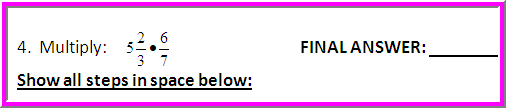 4. Multiply: 5 2/3 • 6/7 FINAL ANSWER: ________
Show all steps in space below: